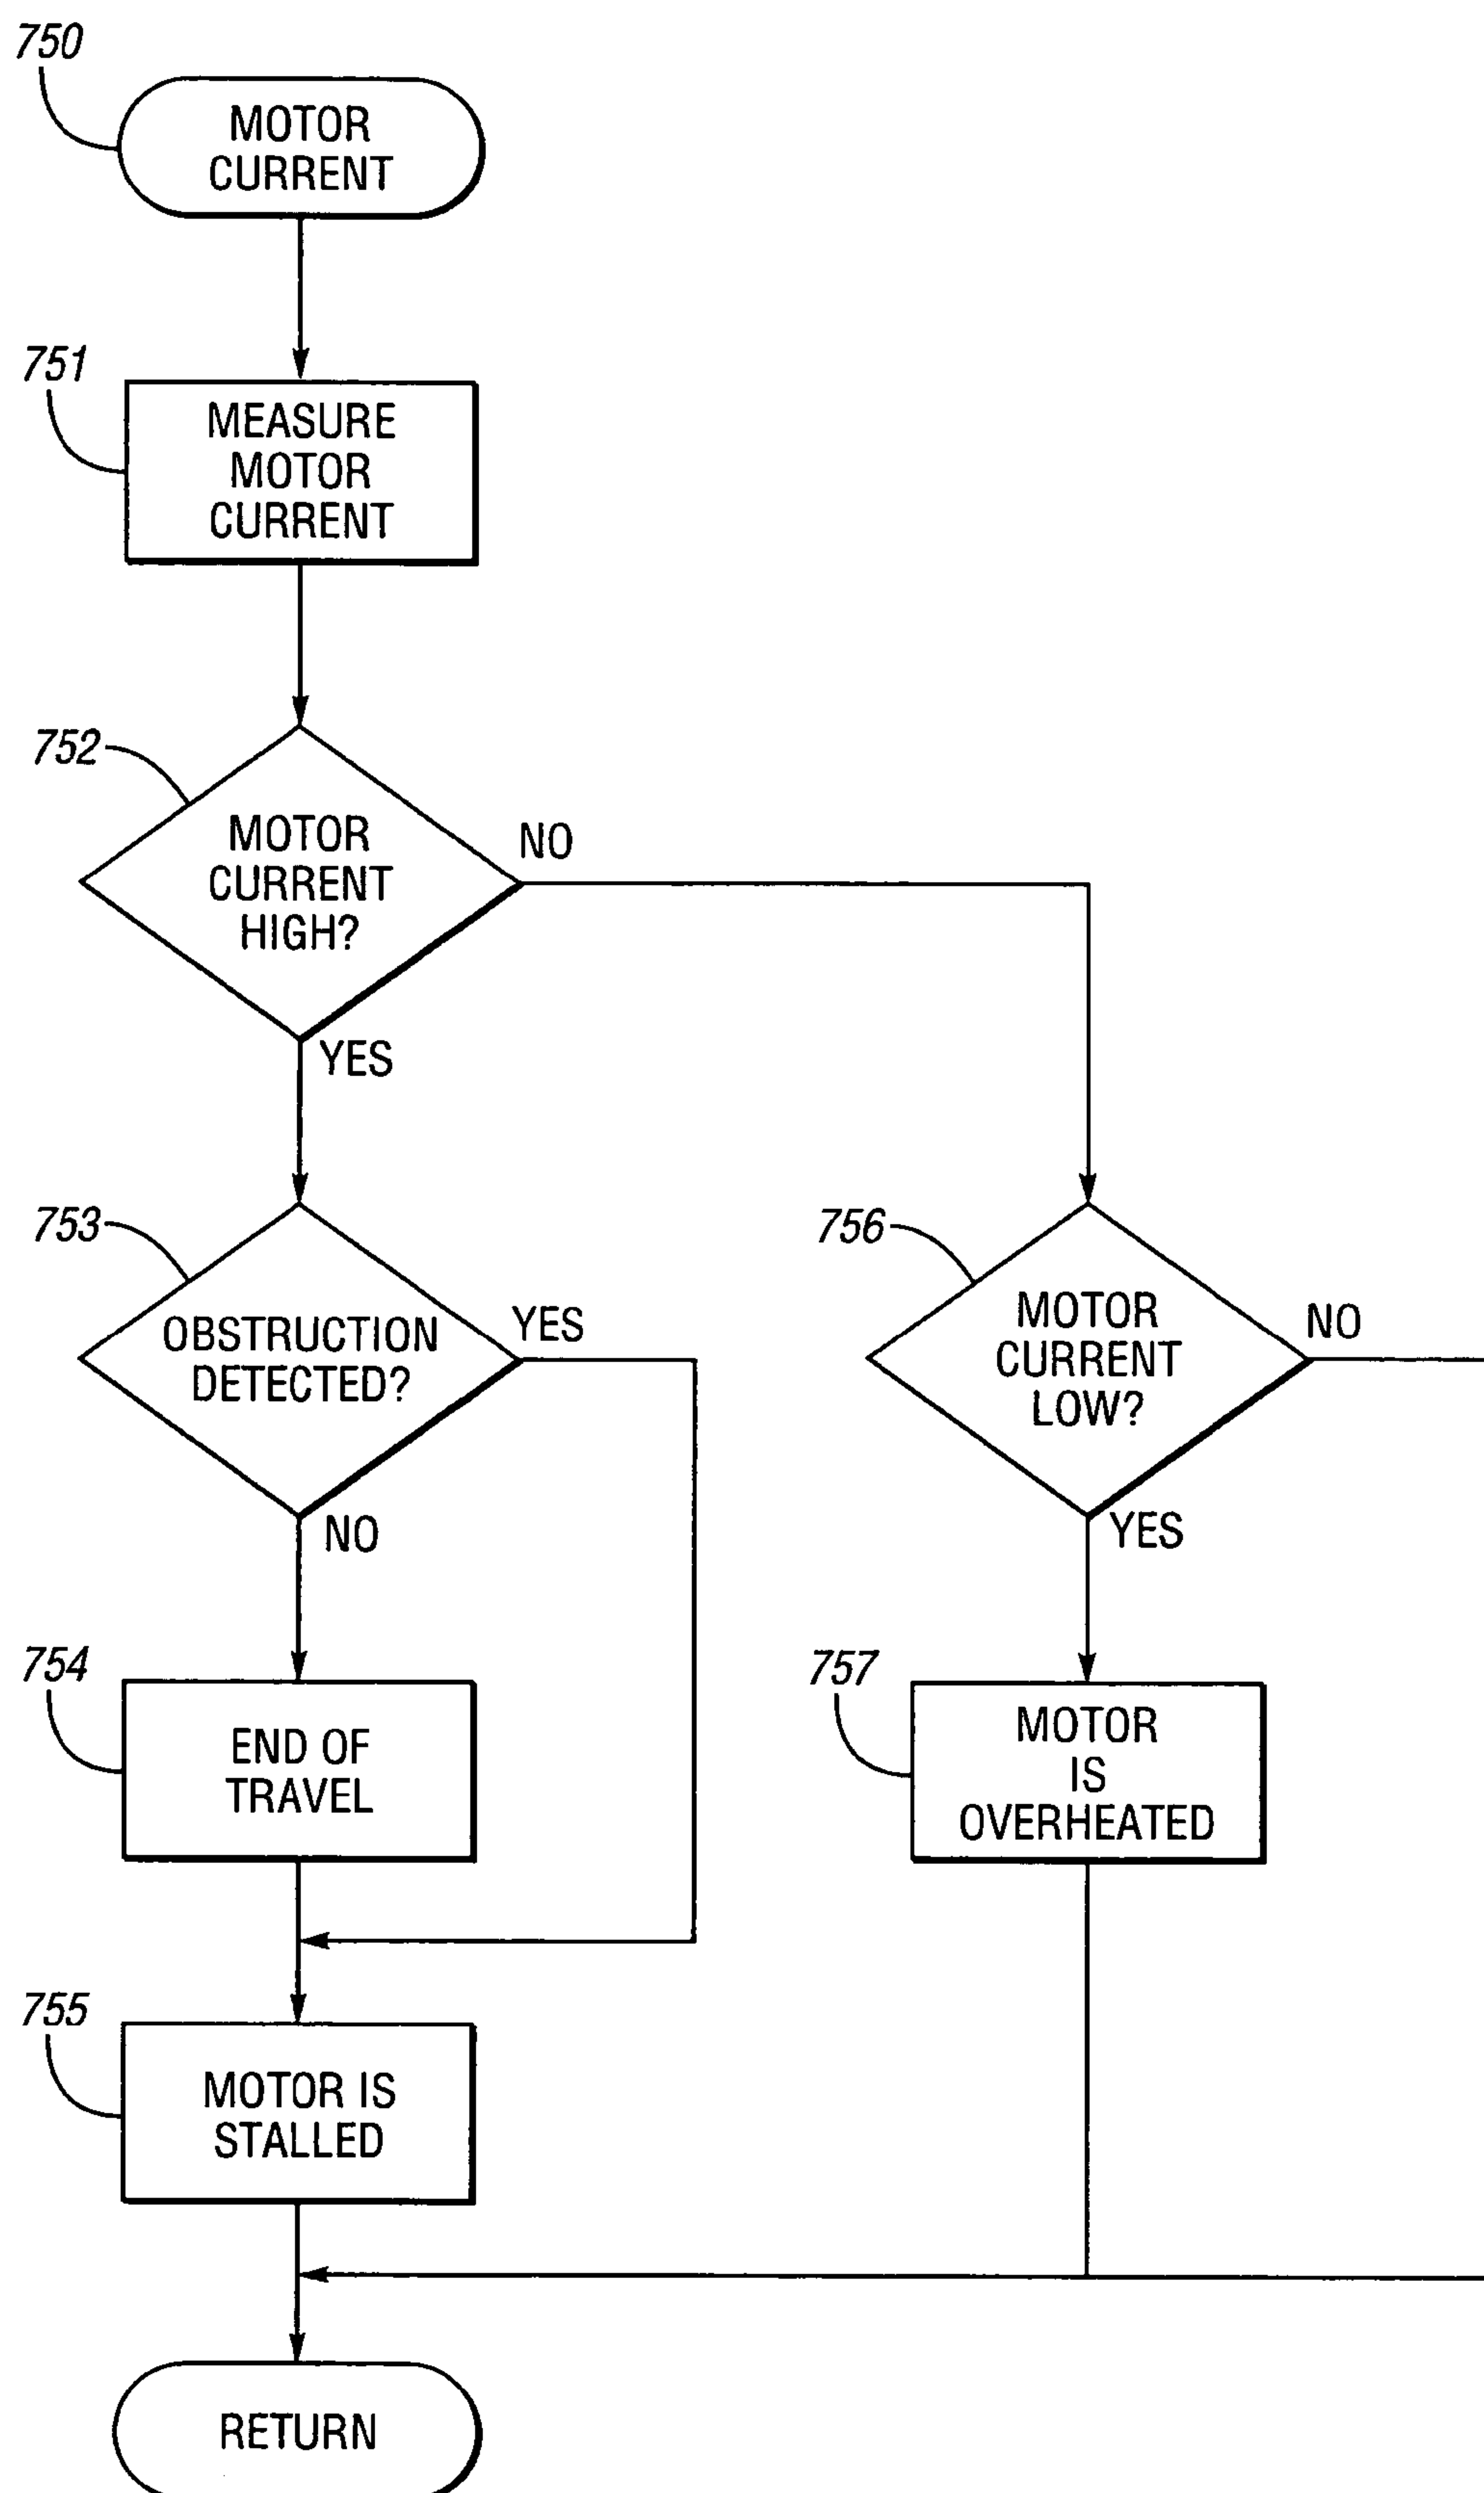 750
MOTOR
CURRENT
751
MEASURE
MOTOR
CURRENT
752
MOTOR
CURRENT
HIGH?
NO
YES
753
OBSTRUCTION
DETECTED?
YES
NO
756
MOTOR
CURRENT
LOW?
NO
YES
754
END OF
TRAVEL
757
MOTOR
IS
OVERHEATED
755
MOTOR IS
STALLED
RETURN